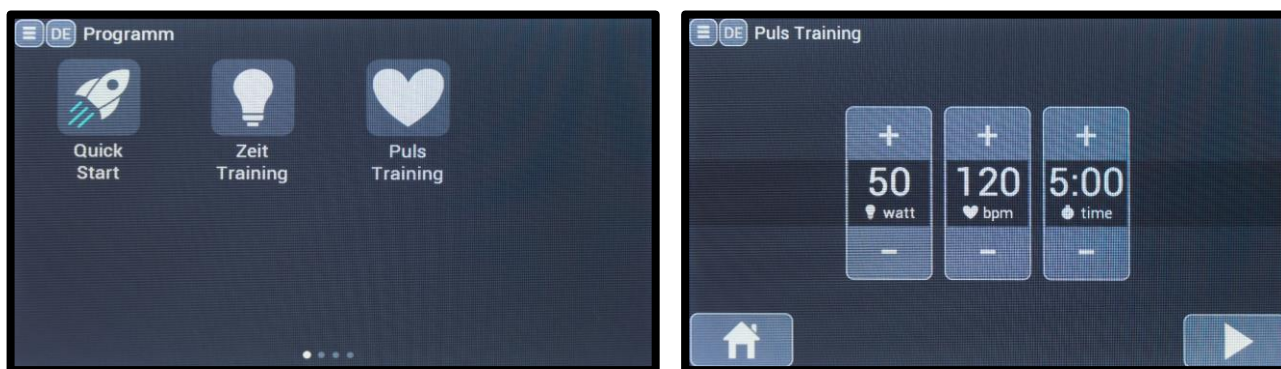 DE Programm
Quick
Start
Zeit
Training
Puls
Training
DE Puls Training
+ + +
50 120 5:00
watt bpm time
- - -